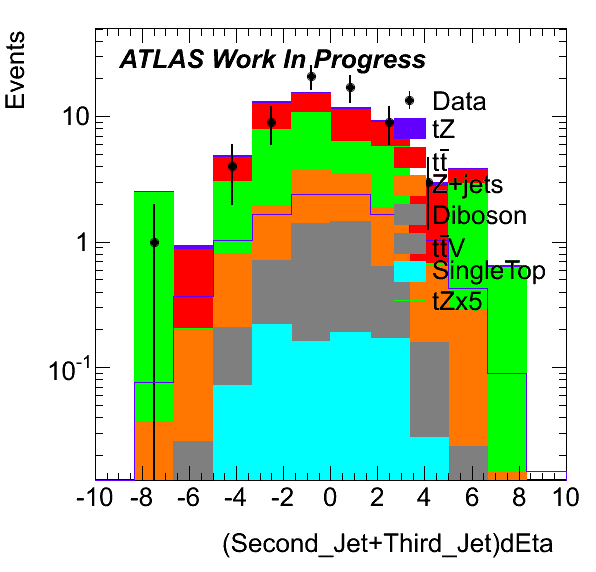 Events
ATLAS Work In Progress
Data
tZ
tt̄
Z+jets
Diboson
tt̄V
SingleTop
tZx5
10
1
10⁻¹
-10 -8 -6 -4 -2 0 2 4 6 8 10
(Second_Jet+Third_Jet)dEta